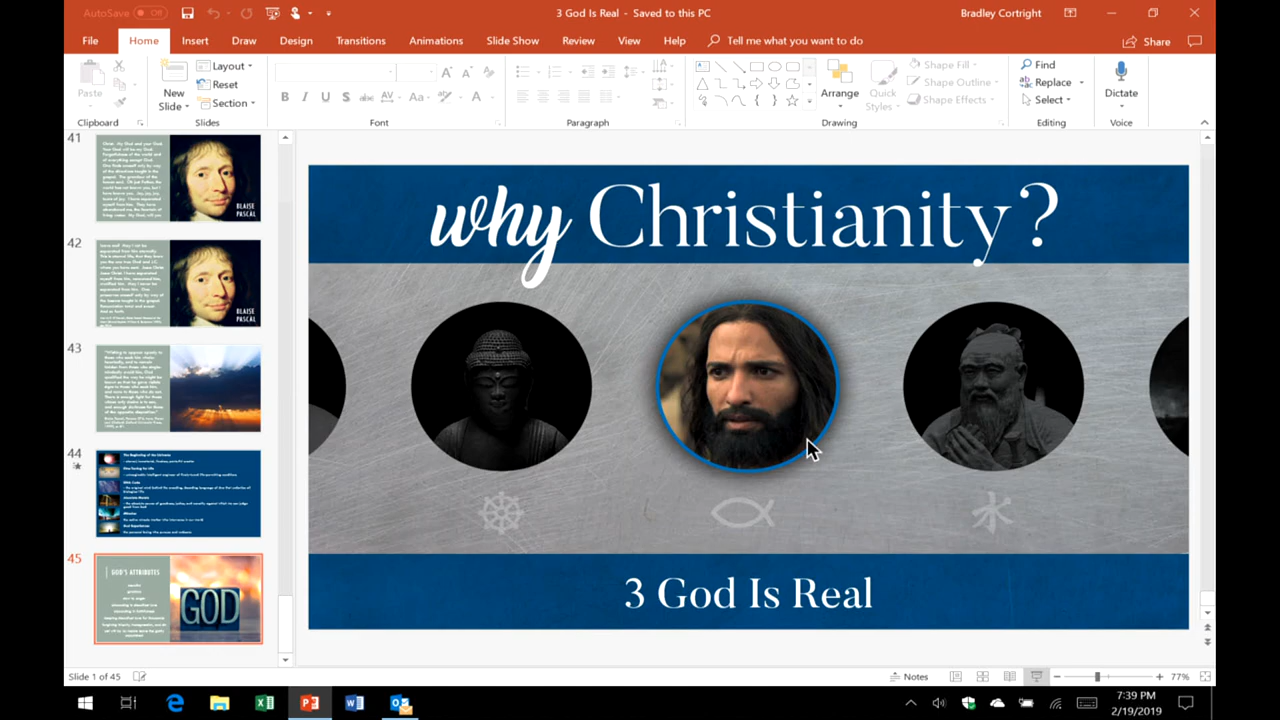 AutoSave Off
3 God Is Real - Saved to this PC
Bradley Cortright
File Home Insert Draw Design Transitions Animations Slide Show Review View Help Tell me what you want to do Share
Paste
New Slide
Layout
Reset
Section
B I U S abc AV Aa A
Arrange
Quick Styles
Shape Fill
Shape Outline
Shape Effects
Find
Replace
Select
Dictate
Clipboard Slides Font Paragraph Drawing Editing Voice
41
BLAISE PASCAL
42
BLAISE PASCAL
43
44
45
GOD'S ATTRIBUTES
GOD
why Christianity?
3 God Is Real
Slide 1 of 45
Notes
77%
7:39 PM
2/19/2019